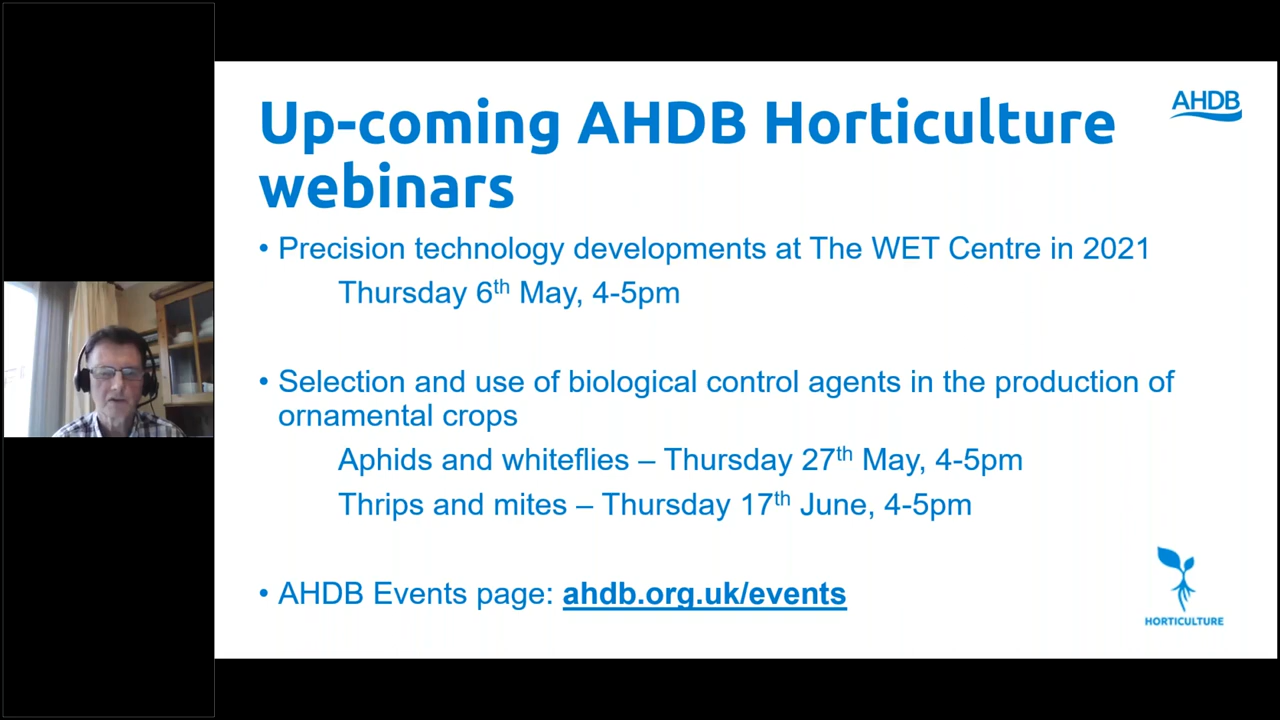 Up-coming AHDB Horticulture
webinars
AHDB
• Precision technology developments at The WET Centre in 2021
Thursday 6th May, 4-5pm
• Selection and use of biological control agents in the production of
ornamental crops
Aphids and whiteflies – Thursday 27th May, 4-5pm
Thrips and mites – Thursday 17th June, 4-5pm
• AHDB Events page: ahdb.org.uk/events
HORTICULTURE